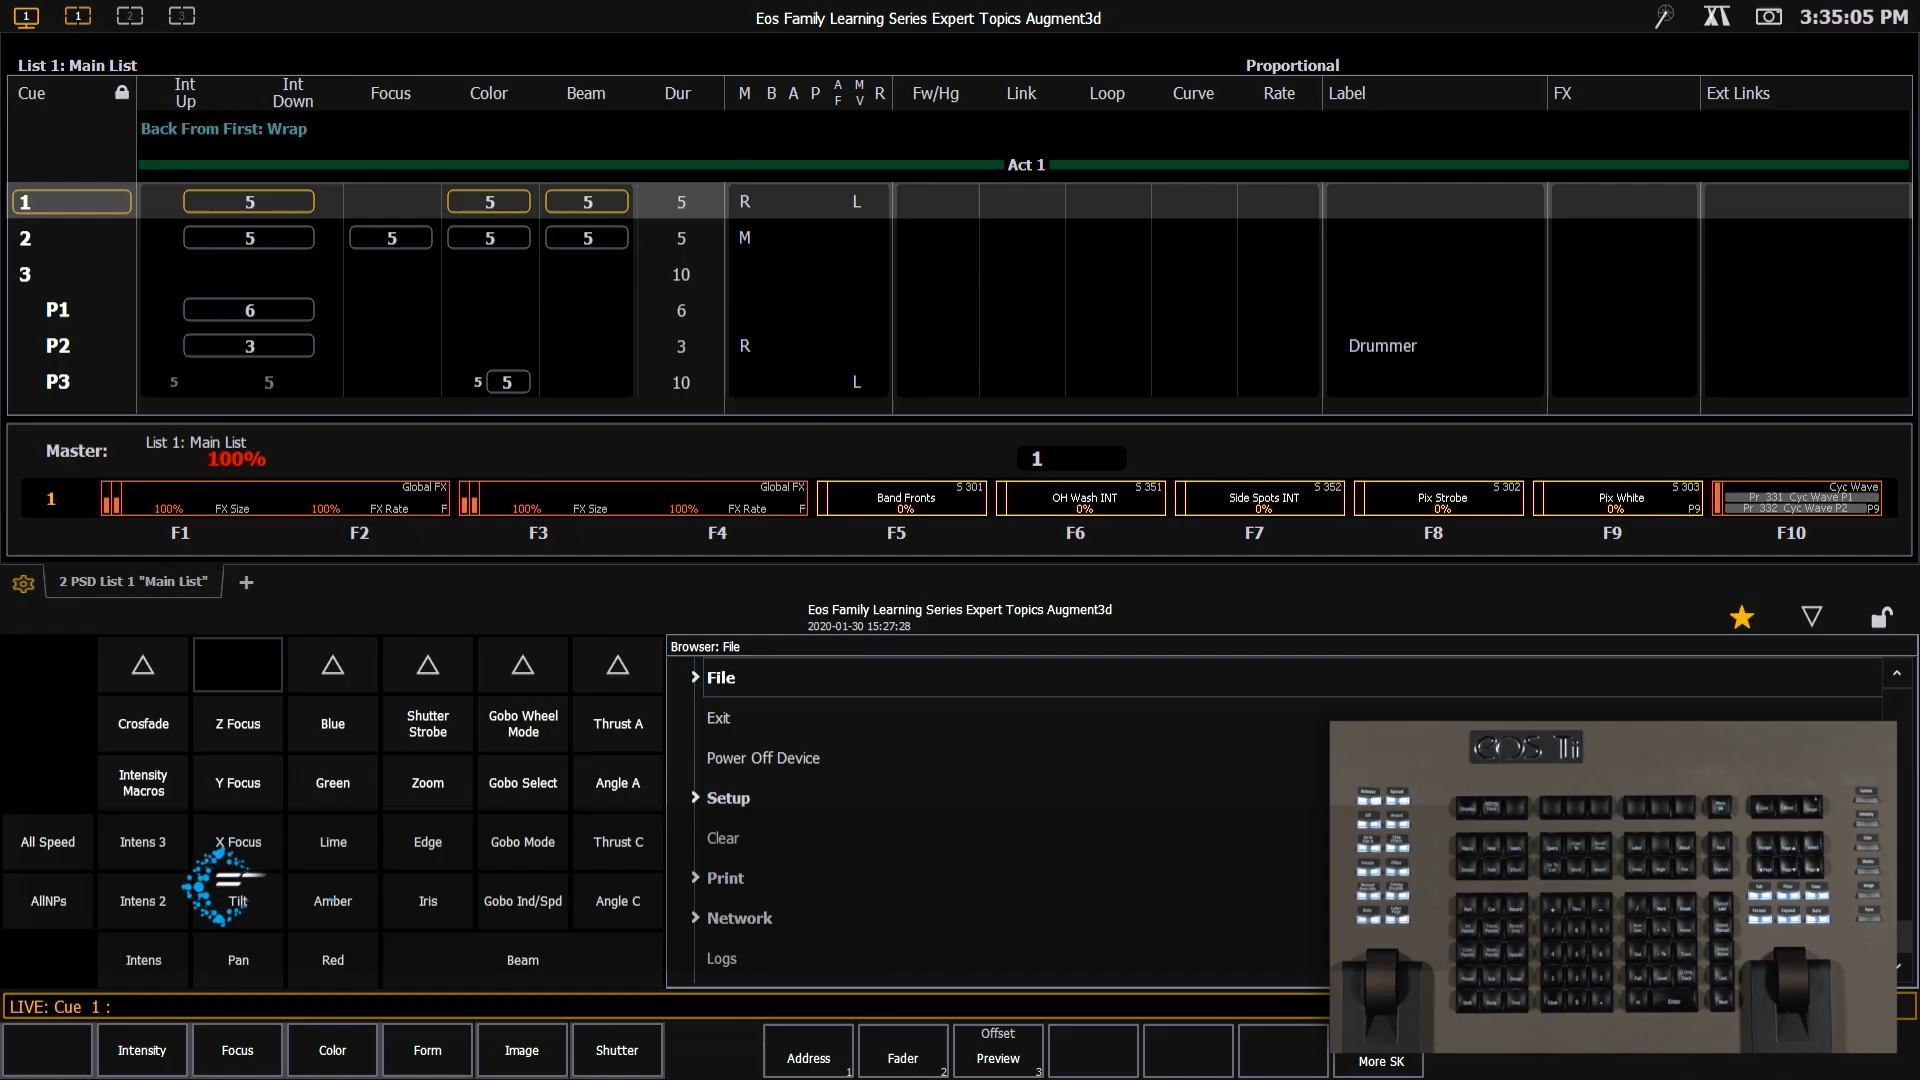 1 1 2 3 Eos Family Learning Series Expert Topics Augment3d 3:35:05 PM
List 1: Main List Proportional
Cue Int Up Int Down Focus Color Beam Dur M B A P AF MV R Fw/Hg Link Loop Curve Rate Label FX Ext Links
Back From First: Wrap
Act 1
1 5 5 5 5 R L
2 5 5 5 5 5 M
3 10
P1 6 6
P2 3 3 R Drummer
P3 5 5 5 5 10 L
Master: List 1: Main List
100% 1
1
Global FX
100% FX Size 100% FX Rate F
Global FX
100% FX Size 100% FX Rate F
S 301
Band Fronts
0%
S 351
OH Wash INT
0%
S 352
Side Spots INT
0%
S 302
Pix Strobe
0%
S 303
Pix White
0% P9
Cyc Wave
Pr 331 Cyc Wave P1
Pr 332 Cyc Wave P2 P9
F1 F2 F3 F4 F5 F6 F7 F8 F9 F10
2 PSD List 1 "Main List" +
Eos Family Learning Series Expert Topics Augment3d
2020-01-30 15:27:28
Crosfade Z Focus Blue Shutter Strobe Gobo Wheel Mode Thrust A
Intensity Macros Y Focus Green Zoom Gobo Select Angle A
All Speed Intens 3 X Focus Lime Edge Gobo Mode Thrust C
AllNPs Intens 2 Tilt Amber Iris Gobo Ind/Spd Angle C
Intens Pan Red Beam
Browser: File
File
Exit
Power Off Device
Setup
Clear
Print
Network
Logs
eos Tii
LIVE: Cue 1 :
Intensity Focus Color Form Image Shutter
Address 1
Fader 2
Offset
Preview 3
More SK